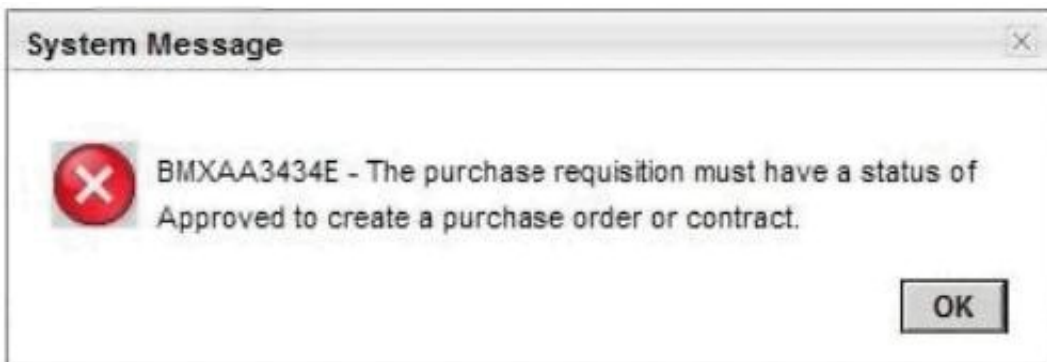 System Message
BMXAA3434E - The purchase requisition must have a status of
Approved to create a purchase order or contract.
OK